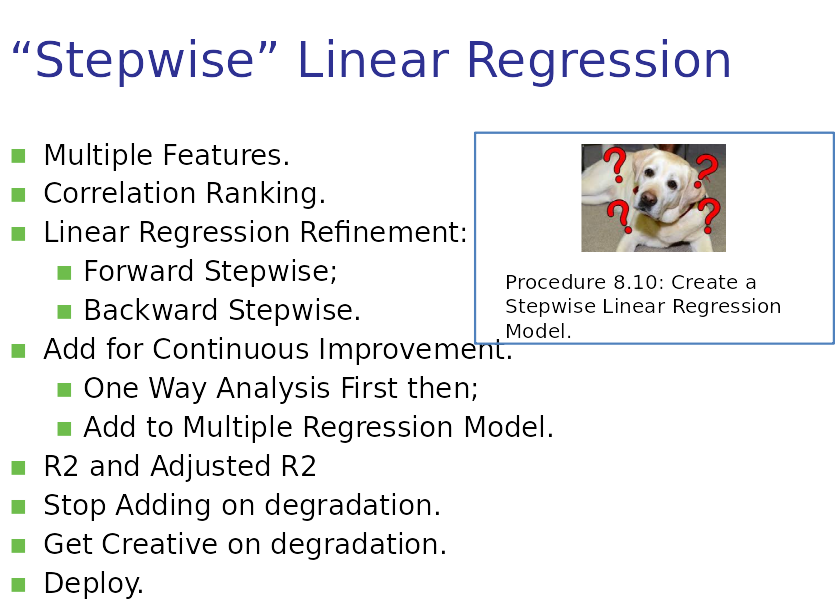 “Stepwise” Linear Regression
Multiple Features.
Correlation Ranking.
Linear Regression Refinement:
Forward Stepwise;
Backward Stepwise.
Add for Continuous Improvement.
One Way Analysis First then;
Add to Multiple Regression Model.
R2 and Adjusted R2
Stop Adding on degradation.
Get Creative on degradation.
Deploy.
? ? ? ?
Procedure 8.10: Create a
Stepwise Linear Regression
Model.